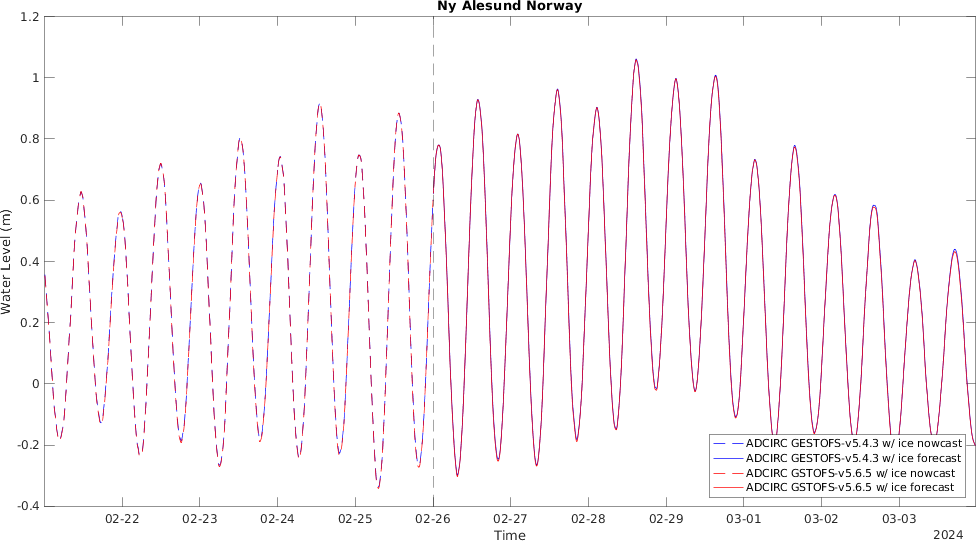 Ny Alesund Norway
1.2
1
0.8
0.6
0.4
0.2
0
-0.2
-0.4
Water Level (m)
ADCIRC GESTOFS-v5.4.3 w/ ice nowcast
ADCIRC GESTOFS-v5.4.3 w/ ice forecast
ADCIRC GSTOFS-v5.6.5 w/ ice nowcast
ADCIRC GSTOFS-v5.6.5 w/ ice forecast
02-22 02-23 02-24 02-25 02-26 02-27 02-28 02-29 03-01 03-02 03-03
Time
2024